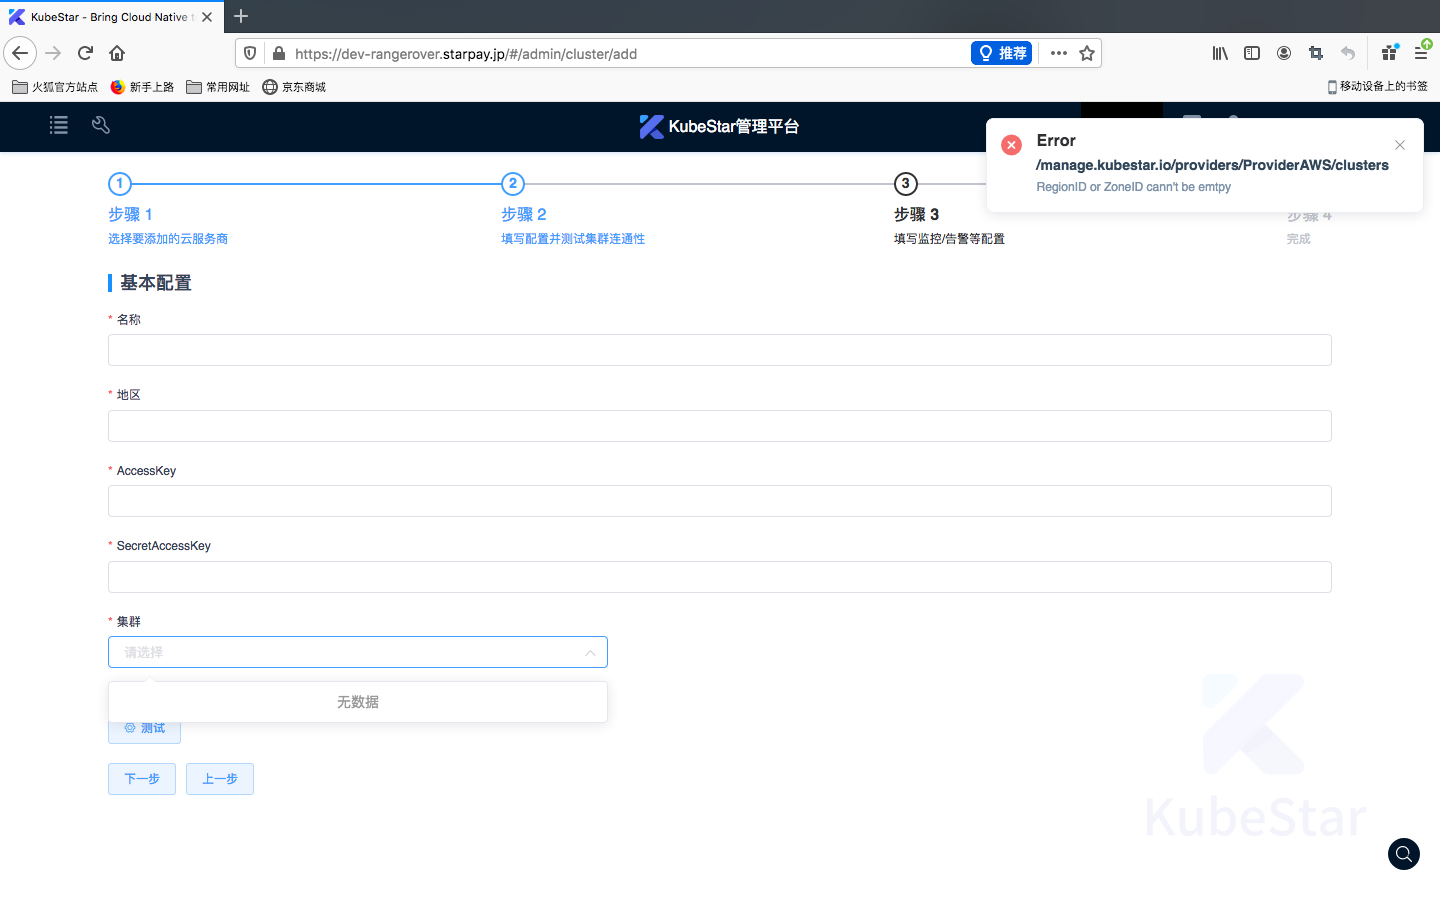 KubeStar - Bring Cloud Native t
https://dev-rangerover.starpay.jp/#/admin/cluster/add
推荐
火狐官方站点
新手上路
常用网址
京东商城
移动设备上的书签
KubeStar管理平台
Error
/manage.kubestar.io/providers/ProviderAWS/clusters
RegionID or ZoneID cann't be emtpy
1
2
3
步骤 1
步骤 2
步骤 3
步骤 4
选择要添加的云服务商
填写配置并测试集群连通性
填写监控/告警等配置
完成
基本配置
* 名称
* 地区
* AccessKey
* SecretAccessKey
* 集群
请选择
无数据
测试
下一步
上一步
KubeStar